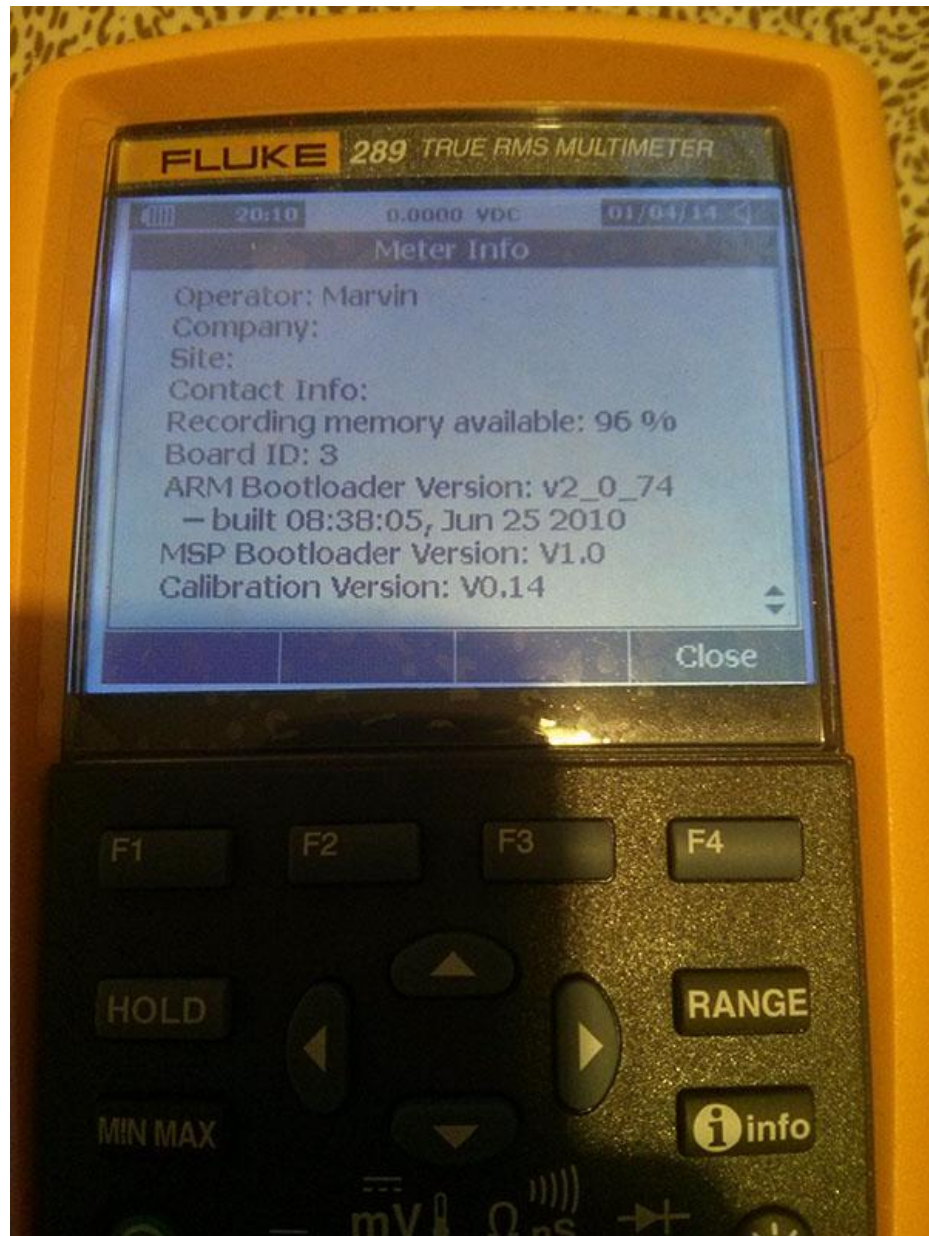 FLUKE 289 TRUE RMS MULTIMETER
20:10 0.0000 VDC 01/04/14
Meter Info
Operator: Marvin
Company:
Site:
Contact Info:
Recording memory available: 96 %
Board ID: 3
ARM Bootloader Version: v2_0_74
– built 08:38:05, Jun 25 2010
MSP Bootloader Version: V1.0
Calibration Version: V0.14
Close
F1 F2 F3 F4
HOLD RANGE
MIN MAX info
mV Ω nS